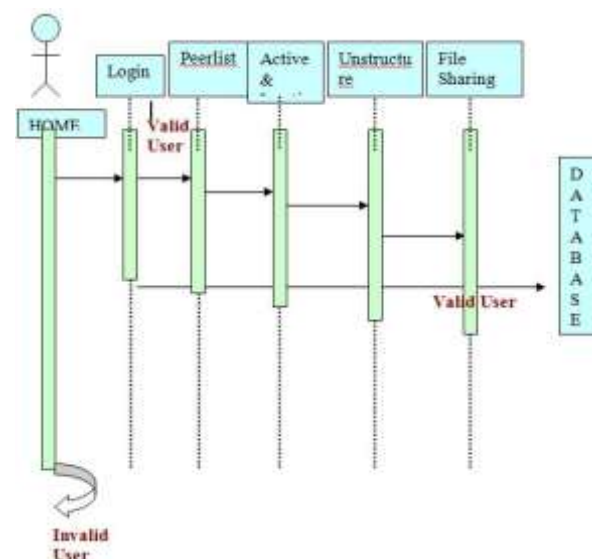 Login
Peerlist
Active
&
Unstructu
re
File
Sharing
HOME
Valid
User
D
A
T
A
B
A
S
E
Valid User
Invalid
User